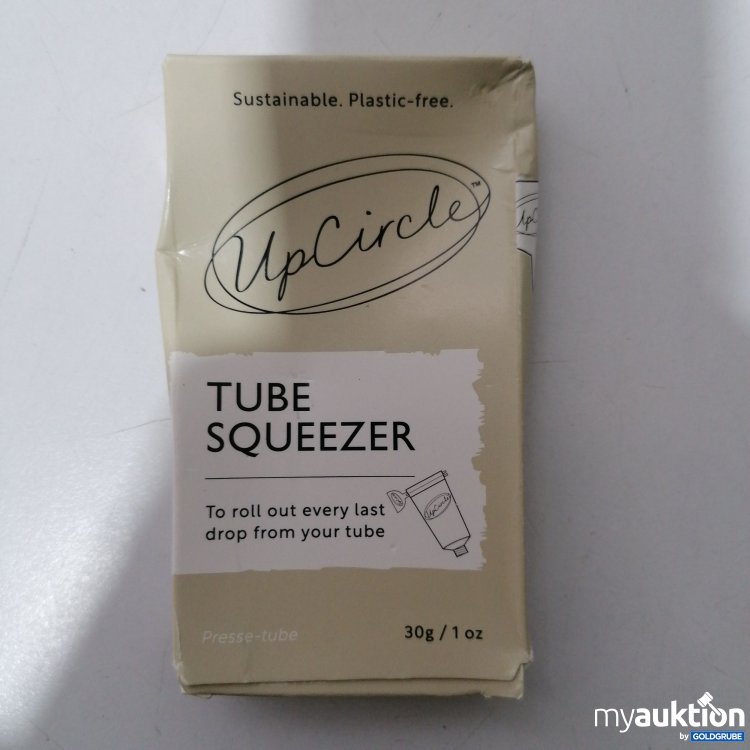 Sustainable. Plastic-free.
UpCircle™
TUBE
SQUEEZER
To roll out every last
drop from your tube
UpCircle
Presse-tube
30g / 1 oz
myauktion
by GOLDGRUBE